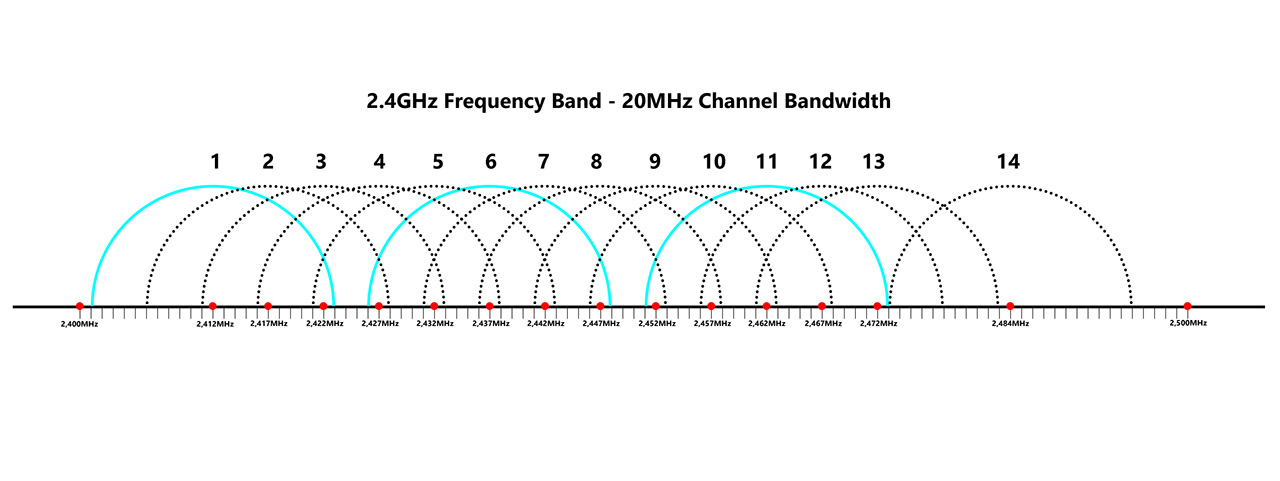 2.4GHz Frequency Band - 20MHz Channel Bandwidth
1 2 3 4 5 6 7 8 9 10 11 12 13 14
2,400MHz 2,412MHz 2,417MHz 2,422MHz 2,427MHz 2,432MHz 2,437MHz 2,442MHz 2,447MHz 2,452MHz 2,457MHz 2,462MHz 2,467MHz 2,472MHz 2,484MHz 2,500MHz